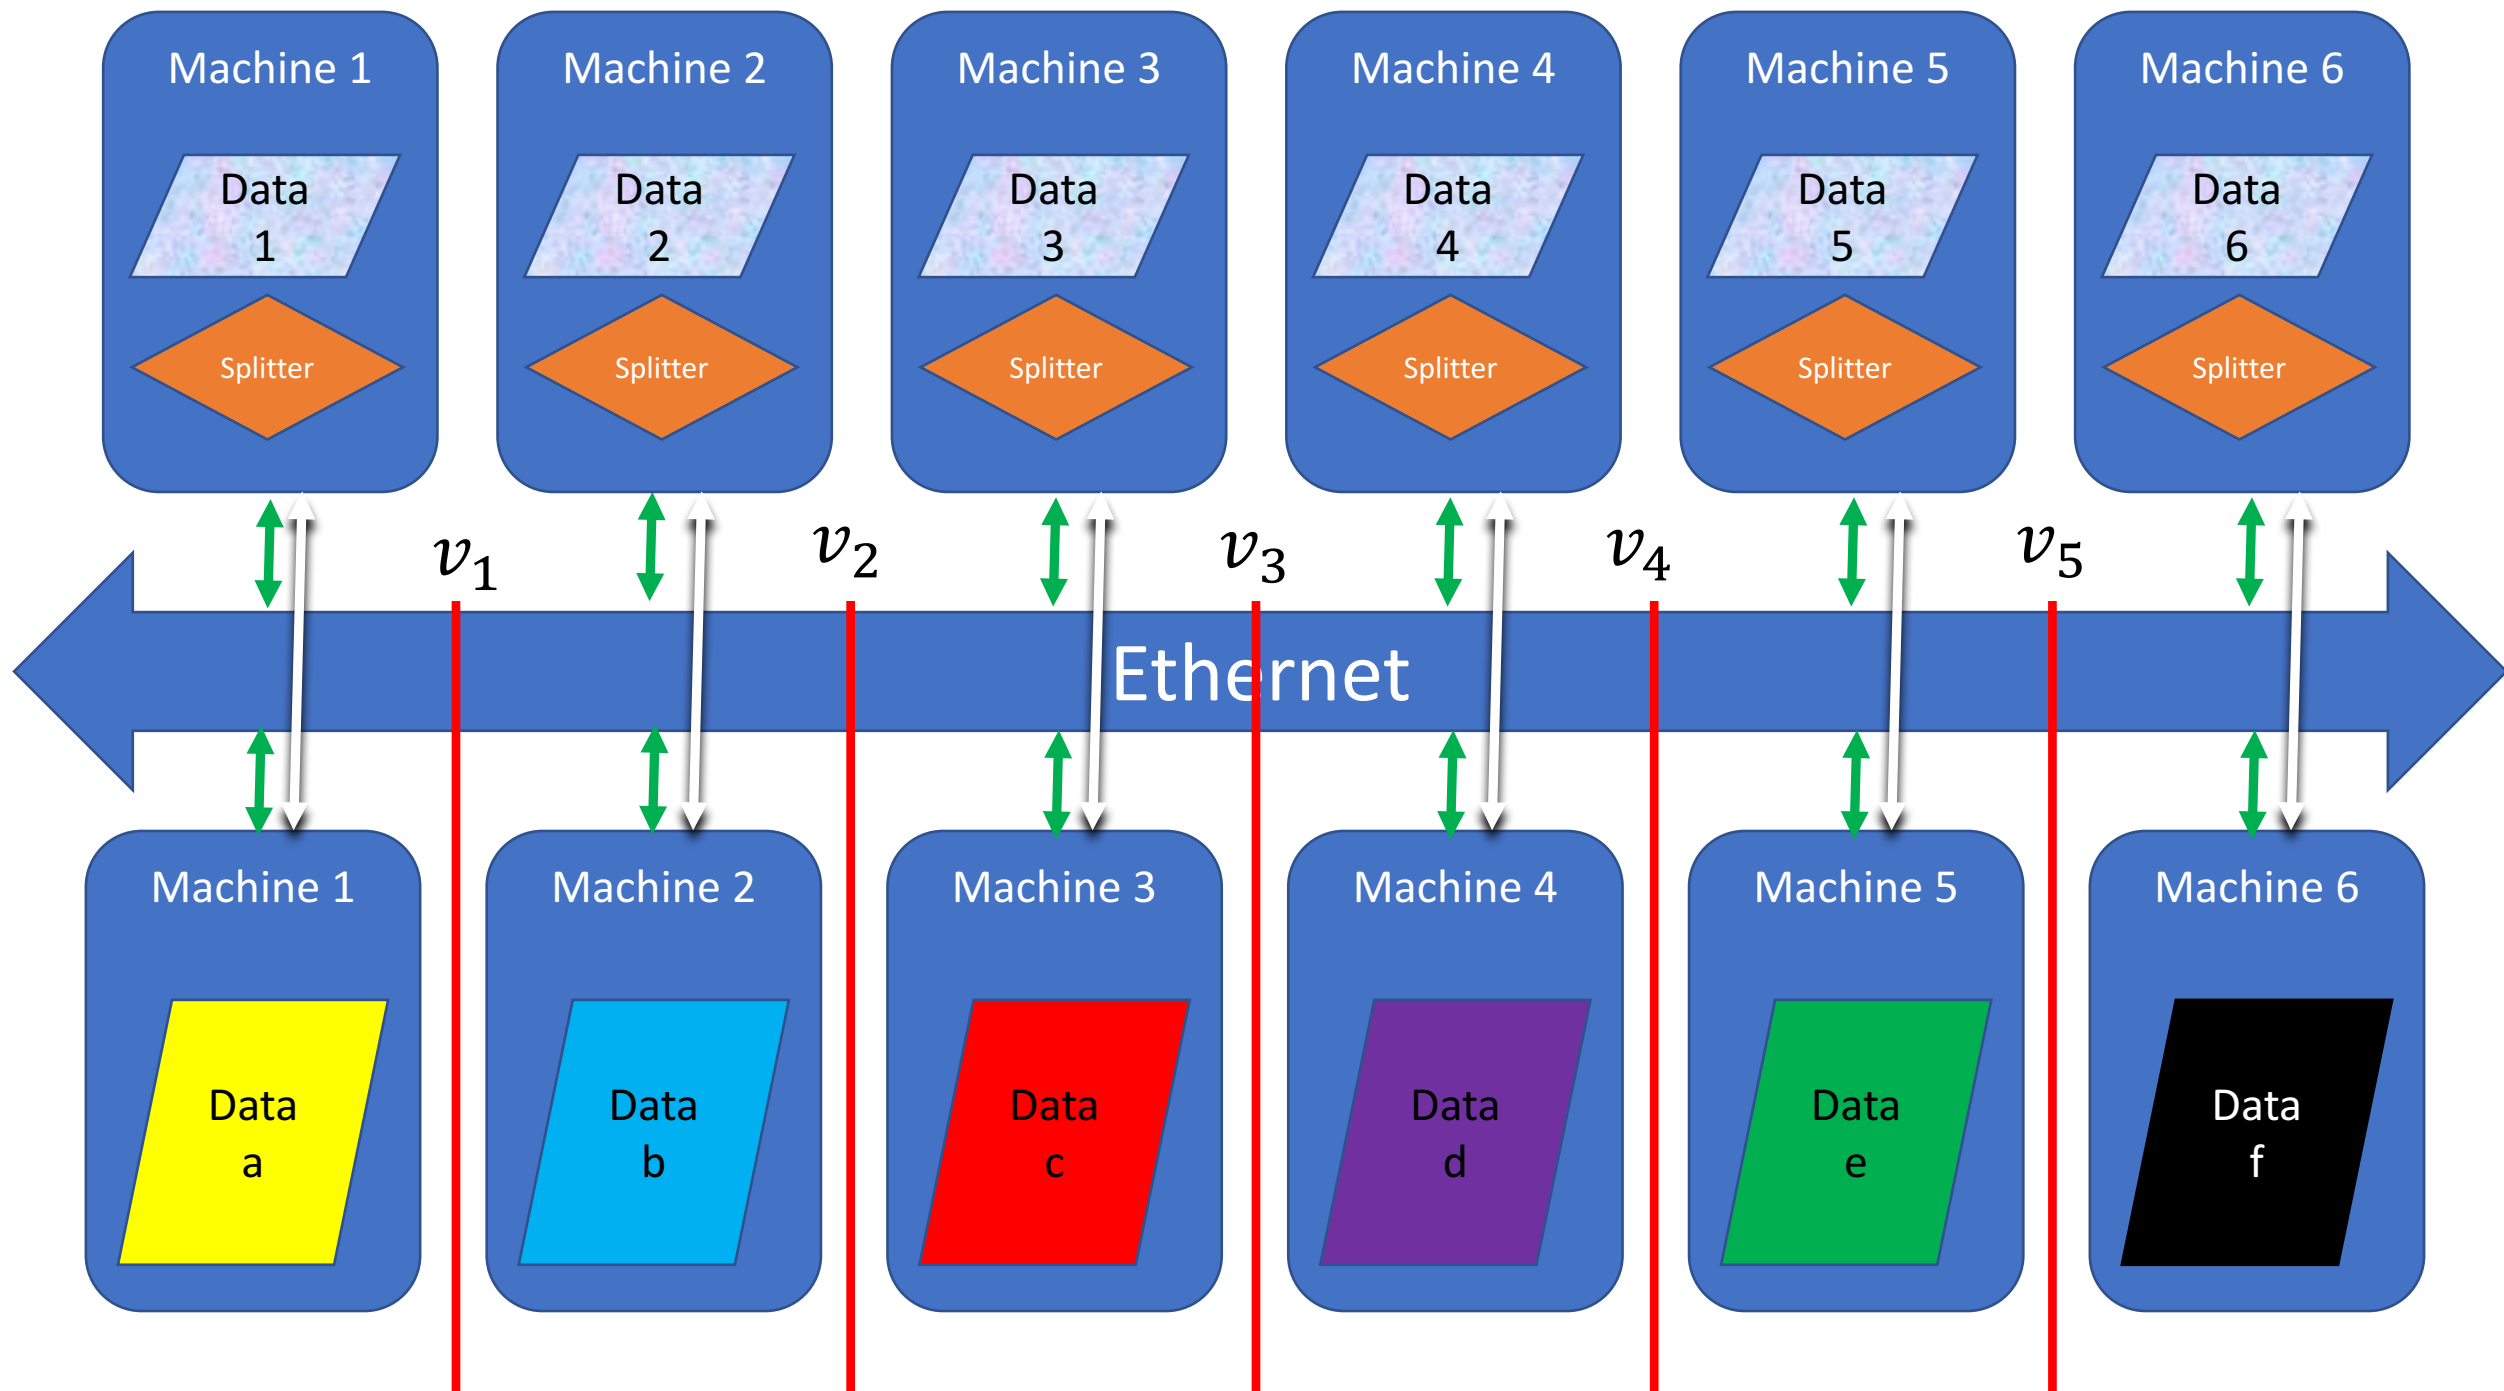 Machine 1
Machine 2
Machine 3
Machine 4
Machine 5
Machine 6
Data
1
Data
2
Data
3
Data
4
Data
5
Data
6
Splitter
Splitter
Splitter
Splitter
Splitter
Splitter
v₁
v₂
v₃
v₄
v₅
Ethernet
Machine 1
Machine 2
Machine 3
Machine 4
Machine 5
Machine 6
Data
a
Data
b
Data
c
Data
d
Data
e
Data
f